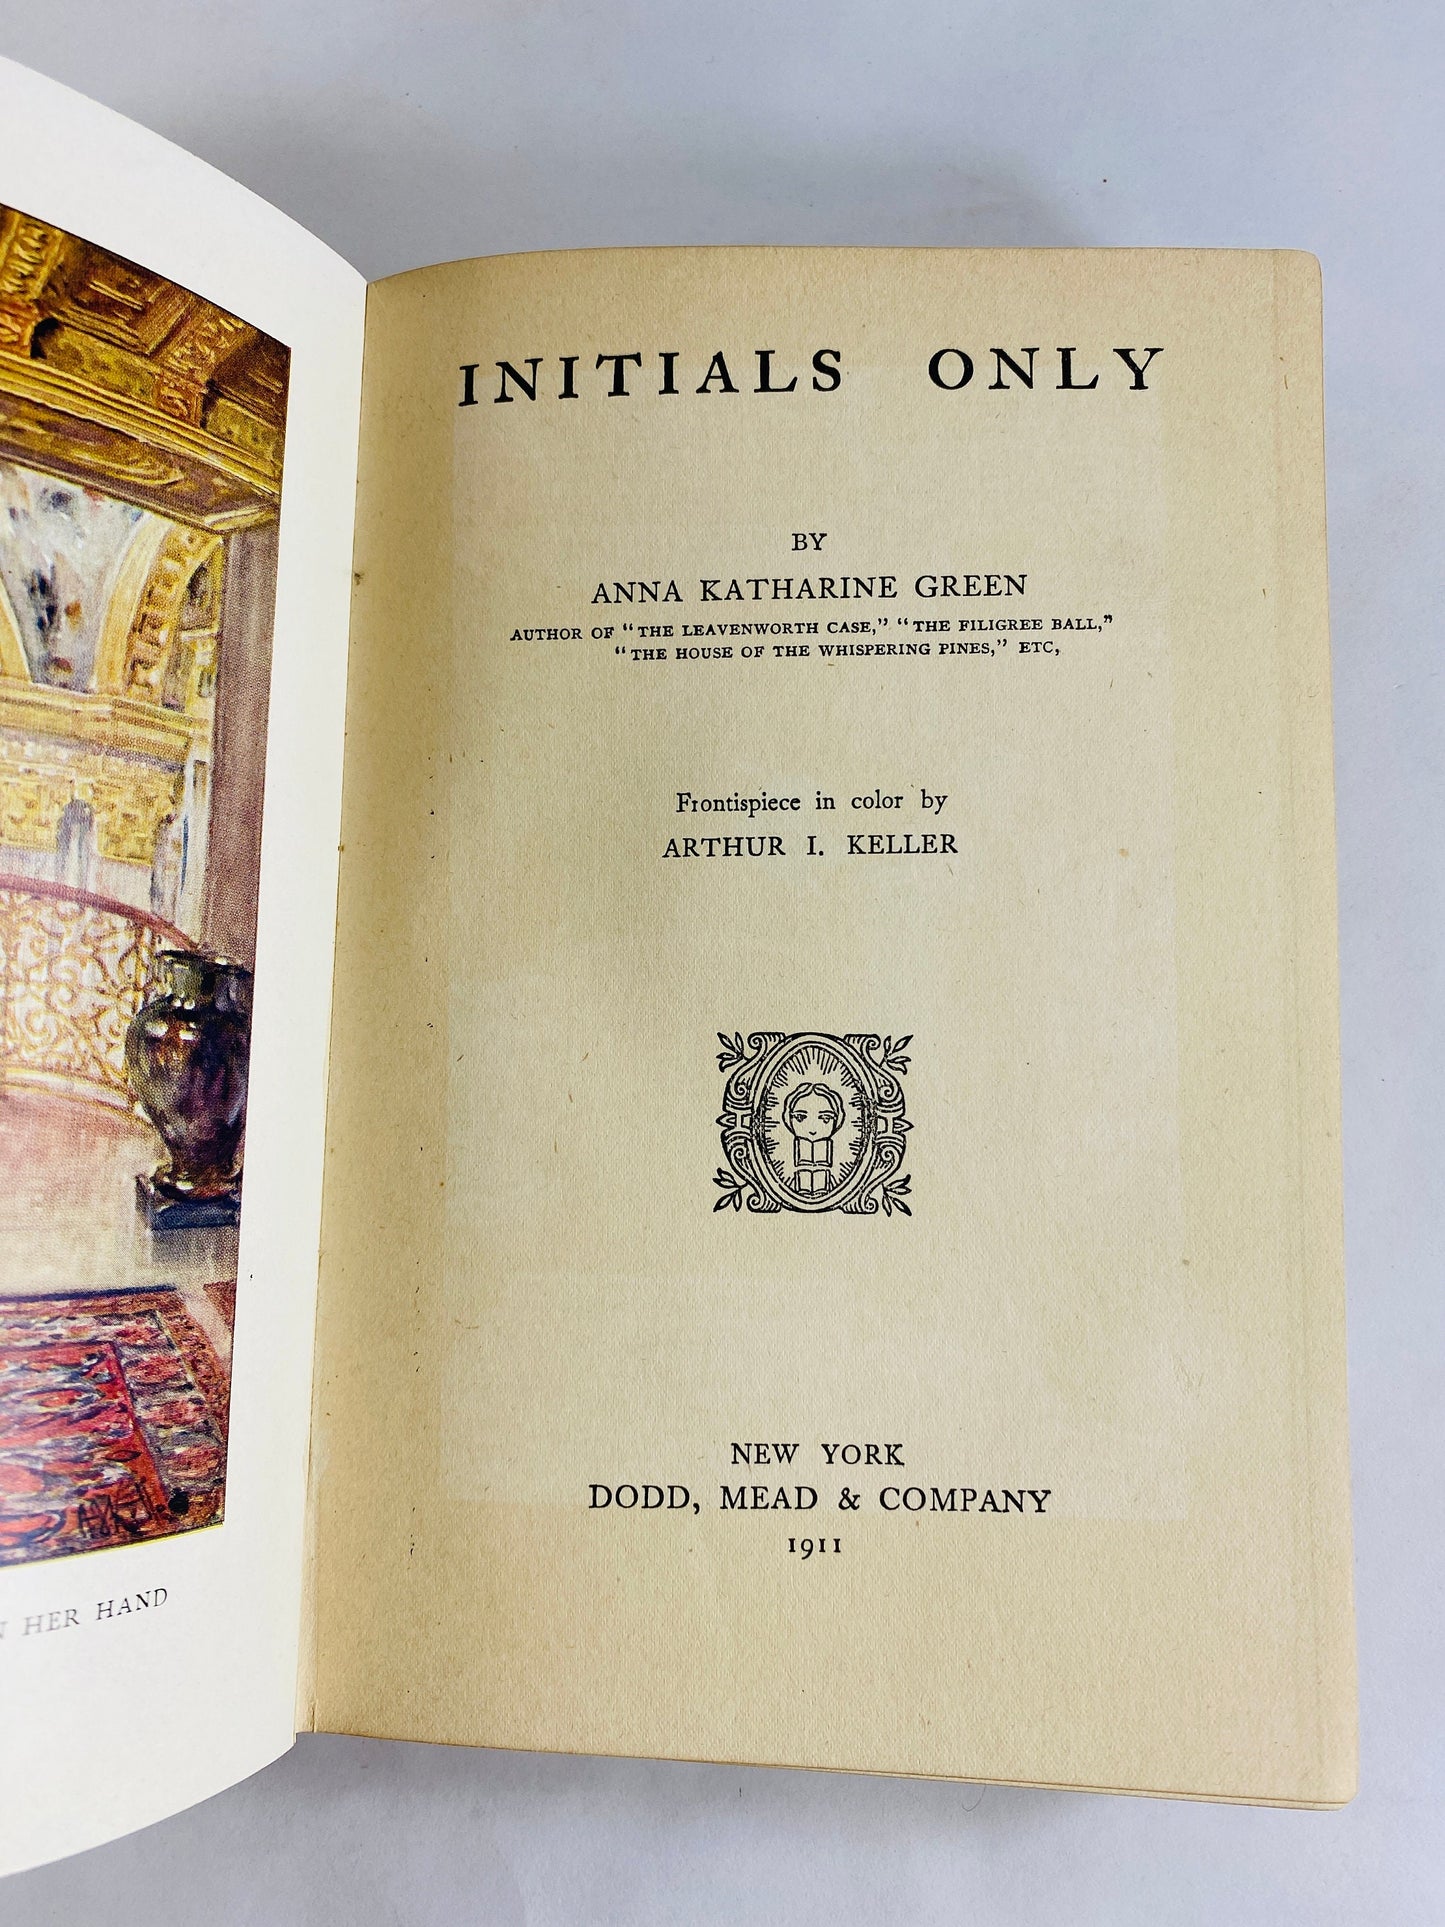 HER HAND
INITIALS ONLY
BY
ANNA KATHARINE GREEN
AUTHOR OF "THE LEAVENWORTH CASE," "THE FILIGREE BALL,"
"THE HOUSE OF THE WHISPERING PINES," ETC,
Frontispiece in color by
ARTHUR I. KELLER
NEW YORK
DODD, MEAD & COMPANY
1911